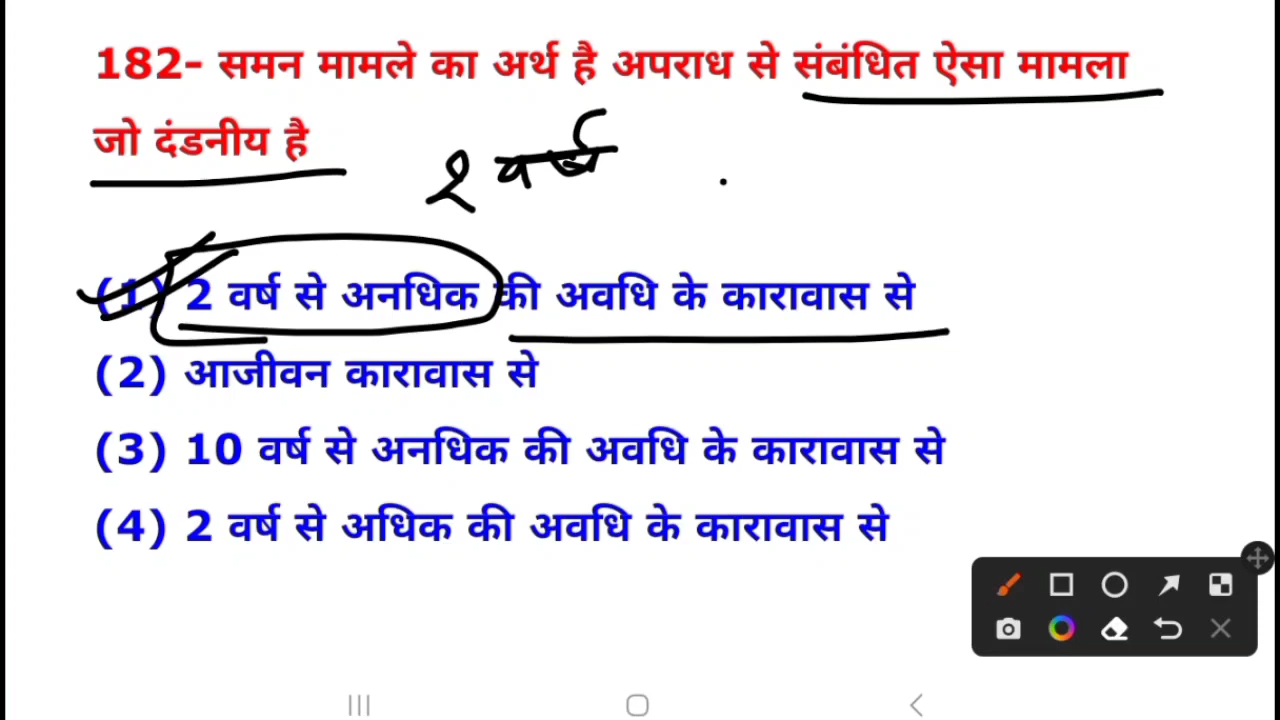 182- समन मामले का अर्थ है अपराध से संबंधित ऐसा मामला
जो दंडनीय है
२ वर्ष
(1) 2 वर्ष से अनधिक की अवधि के कारावास से
(2) आजीवन कारावास से
(3) 10 वर्ष से अनधिक की अवधि के कारावास से
(4) 2 वर्ष से अधिक की अवधि के कारावास से